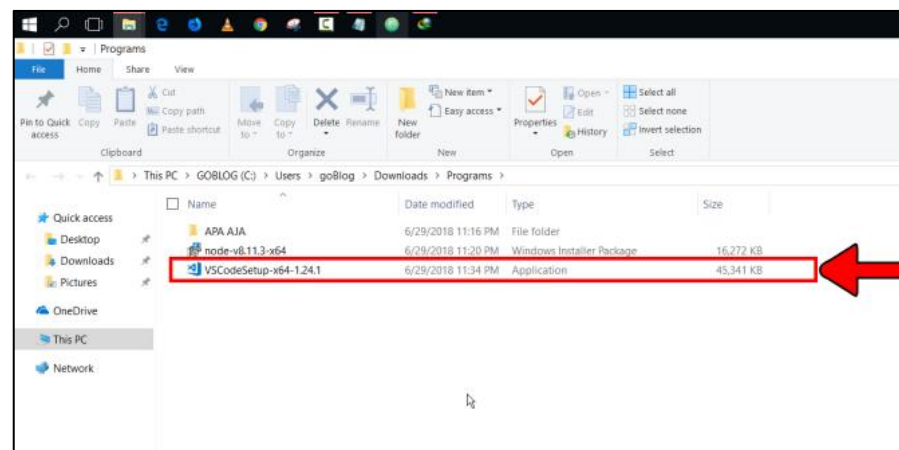 Programs
File Home Share View
Pin to Quick access Copy Paste Cut Copy path Paste shortcut Move to Copy to Delete Rename New folder New item Easy access Properties Open Edit History Select all Select none Invert selection
Clipboard Organize New Open Select
This PC > GOBLOG (C:) > Users > goBlog > Downloads > Programs >
Name Date modified Type Size
Quick access
APA AJA 6/29/2018 11:16 PM File folder
Desktop
node-v8.11.3-x64 6/29/2018 11:20 PM Windows Installer Package 16,272 KB
Downloads
VSCodeSetup-x64-1.24.1 6/29/2018 11:34 PM Application 45,341 KB
Pictures
OneDrive
This PC
Network